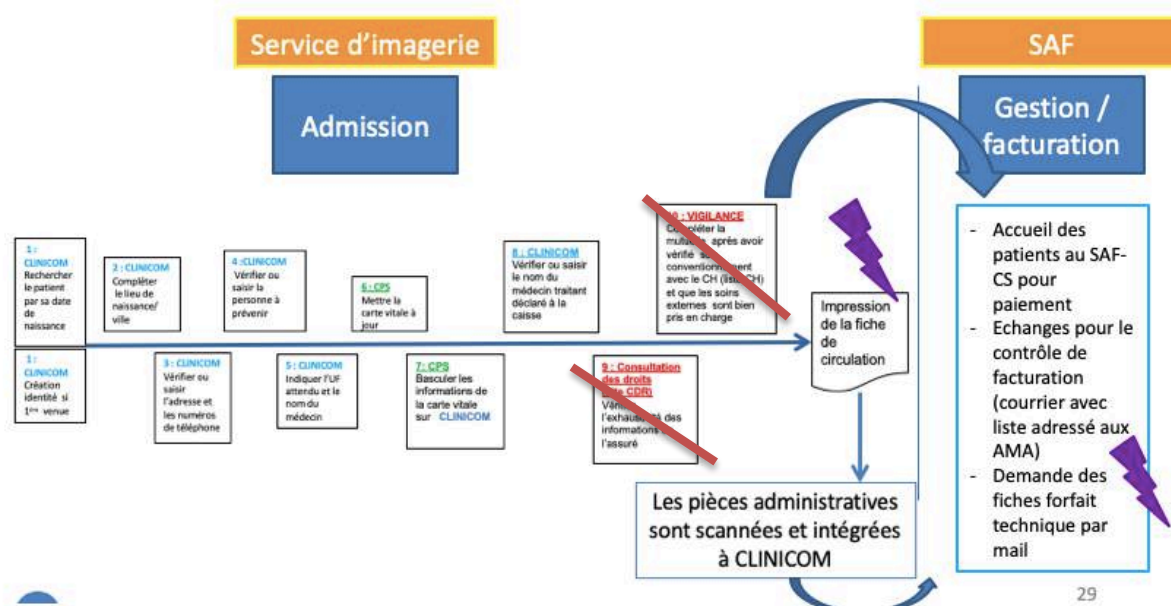 Service d'imagerie
SAF
Admission
Gestion /
facturation
1 :
CLINICOM
Rechercher
le patient
par sa date
de
naissance
1 :
CLINICOM
Création
identité si
1ère venue
2 : CLINICOM
Compléter
le lieu de
naissance/
ville
3 : CLINICOM
Vérifier ou
saisir
l'adresse et
les numéros
de téléphone
4 :CLINICOM
Vérifier ou
saisir la
personne à
prévenir
5 : CLINICOM
Indiquer l'UF
attendu et le
nom du
médecin
6 : CPS
Mettre la
carte vitale à
jour
7: CPS
Basculer les
informations de
la carte vitale
sur CLINICOM
8 : CLINICOM
Vérifier ou saisir
le nom du
médecin traitant
déclaré à la
caisse
9 : Consultation
des droits
CDR)
l'exhaustivité des
informations
l'assuré
: VIGILANCE
Compléter la
après avoir
vérifié
conventionnement
avec le CH CH)
et que les soins
externes sont bien
pris en charge
Impression
de la fiche
de
circulation
Les pièces administratives
sont scannées et intégrées
à CLINICOM
- Accueil des
patients au SAF-
CS pour
paiement
- Echanges pour le
contrôle de
facturation
(courrier avec
liste adressé aux
AMA)
- Demande des
fiches forfait
technique par
mail
29